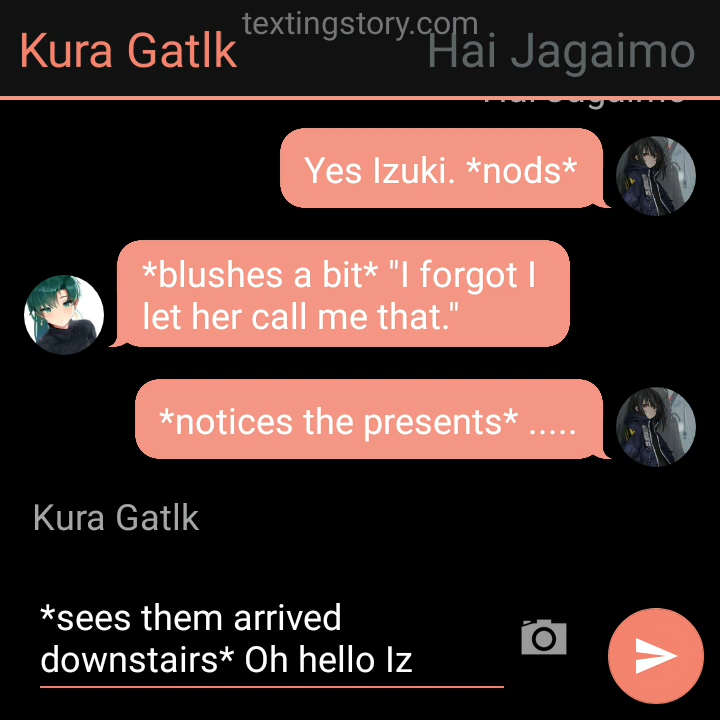 textingstory.com
Kura Gatlk
Hai Jagaimo
Yes Izuki. *nods*
*blushes a bit* "I forgot I
let her call me that."
*notices the presents* .....
Kura Gatlk
*sees them arrived
downstairs* Oh hello Iz